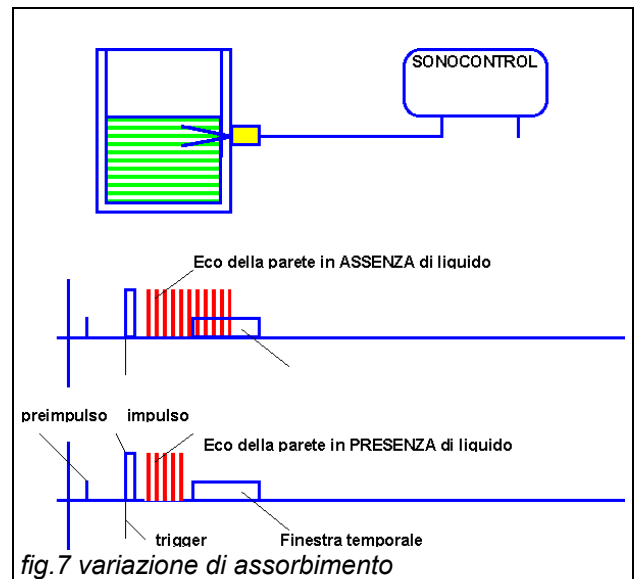 SONOCONTROL
Eco della parete in ASSENZA di liquido
preimpulso impulso
Eco della parete in PRESENZA di liquido
trigger Finestra temporale
fig.7 variazione di assorbimento